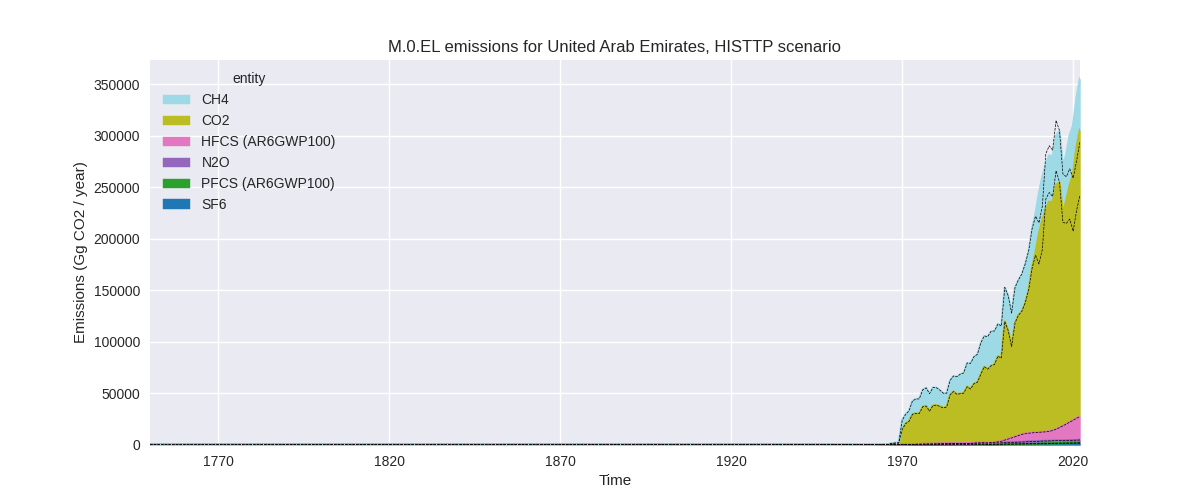 M.0.EL emissions for United Arab Emirates, HISTTP scenario
Emissions (Gg CO2 / year)
350000
300000
250000
200000
150000
100000
50000
0
entity
CH4
CO2
HFCS (AR6GWP100)
N2O
PFCS (AR6GWP100)
SF6
1770 1820 1870 1920 1970 2020
Time